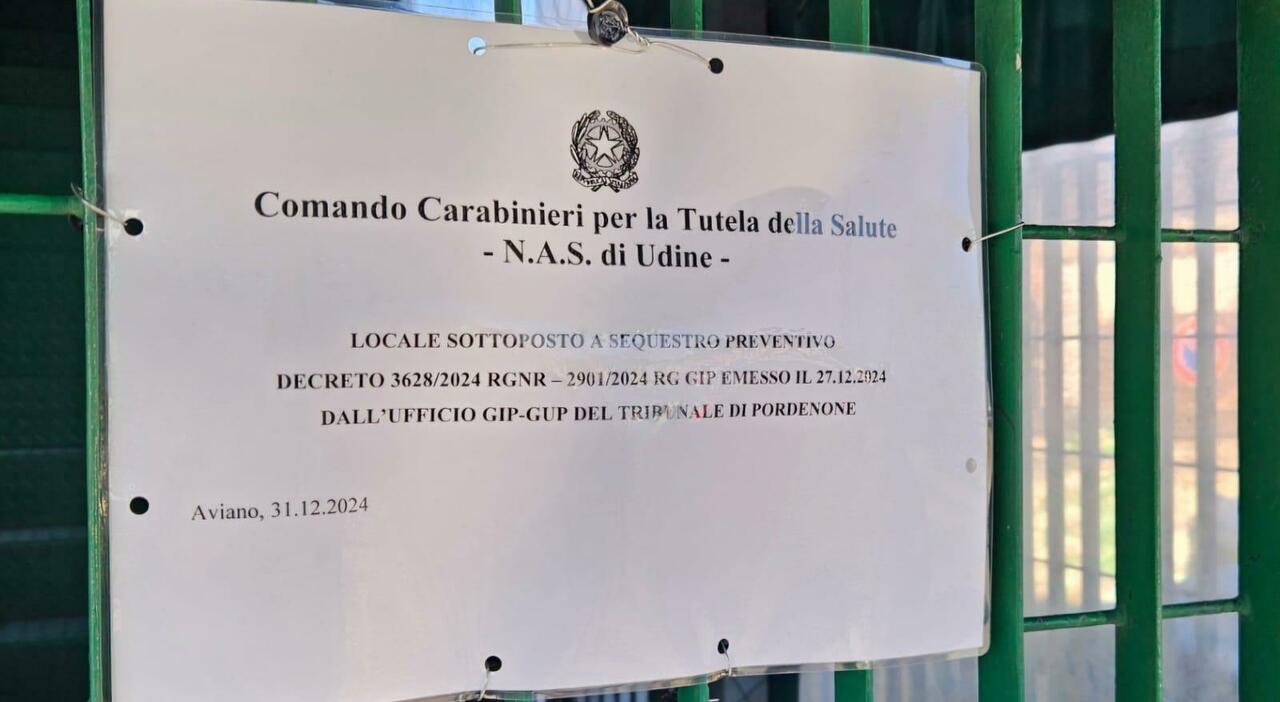 Comando Carabinieri per la Tutela della Salute
- N.A.S. di Udine -
LOCALE SOTTOPOSTO A SEQUESTRO PREVENTIVO
DECRETO 3628/2024 RGNR – 2901/2024 RG GIP EMESSO IL 27.12.2024
DALL'UFFICIO GIP-GUP DEL TRIBUNALE DI PORDENONE
Aviano, 31.12.2024